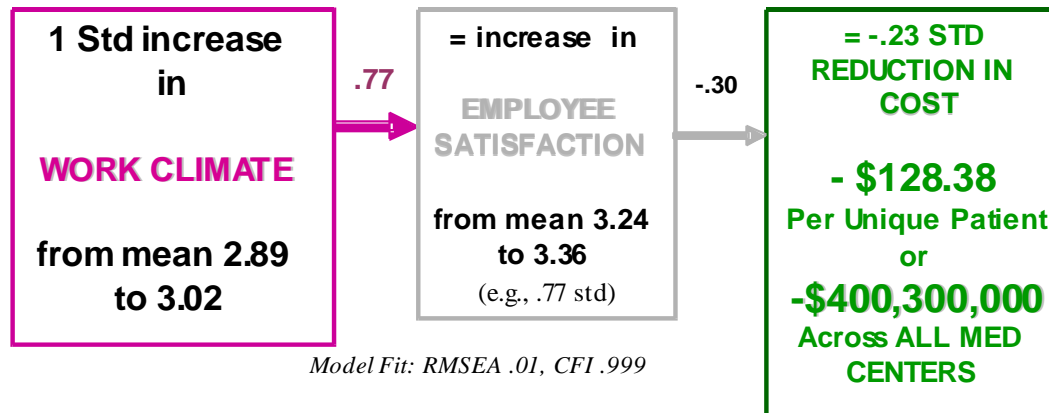 1 Std increase
in
WORK CLIMATE
from mean 2.89
to 3.02
.77
= increase in
EMPLOYEE
SATISFACTION
from mean 3.24
to 3.36
(e.g., .77 std)
-.30
= -.23 STD
REDUCTION IN
COST
- $128.38
Per Unique Patient
or
-$400,300,000
Across ALL MED
CENTERS
Model Fit: RMSEA .01, CFI .999